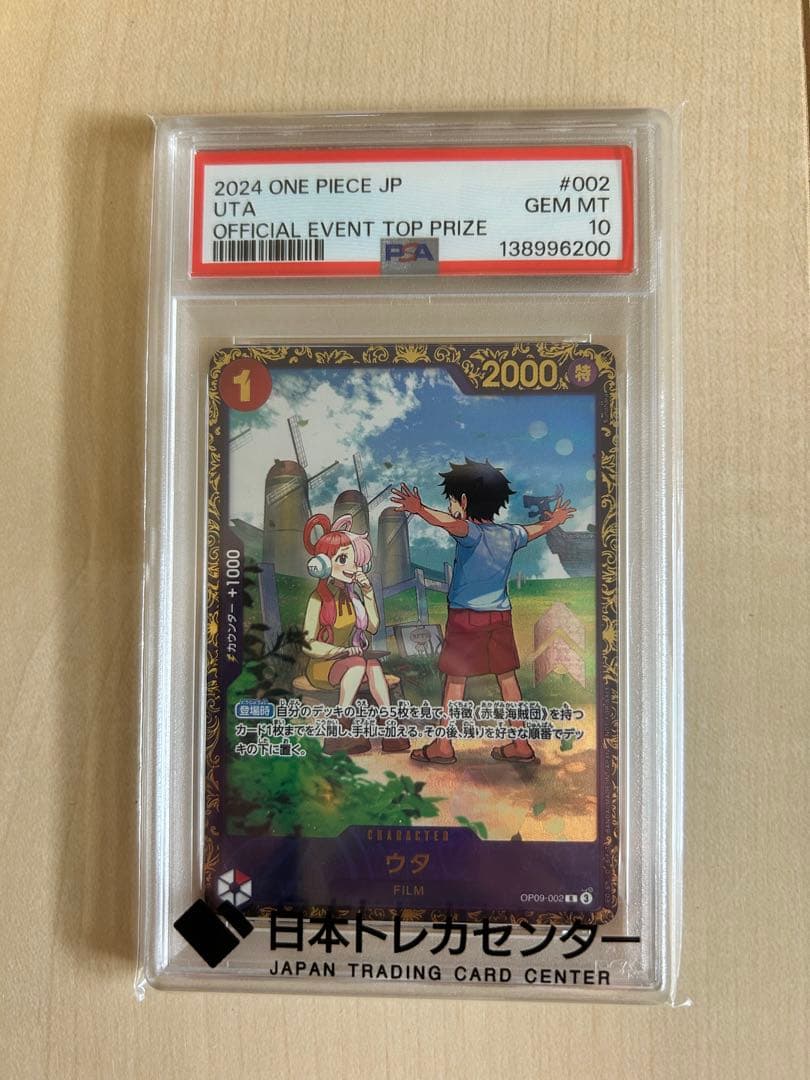 2024 ONE PIECE JP #002
UTA GEM MT
OFFICIAL EVENT TOP PRIZE 10
PSA 138996200
1
2000 特
UTA
カウンター +1000
登場時 自分のデッキの上から5枚を見て、特徴《赤髪海賊団》を持つ
カード1枚までを公開し、手札に加える。その後、残りを好きな順番でデッ
キの下に置く。
CHARACTER
ウタ
FILM
OP09-002 R 3
日本トレカセンター
JAPAN TRADING CARD CENTER